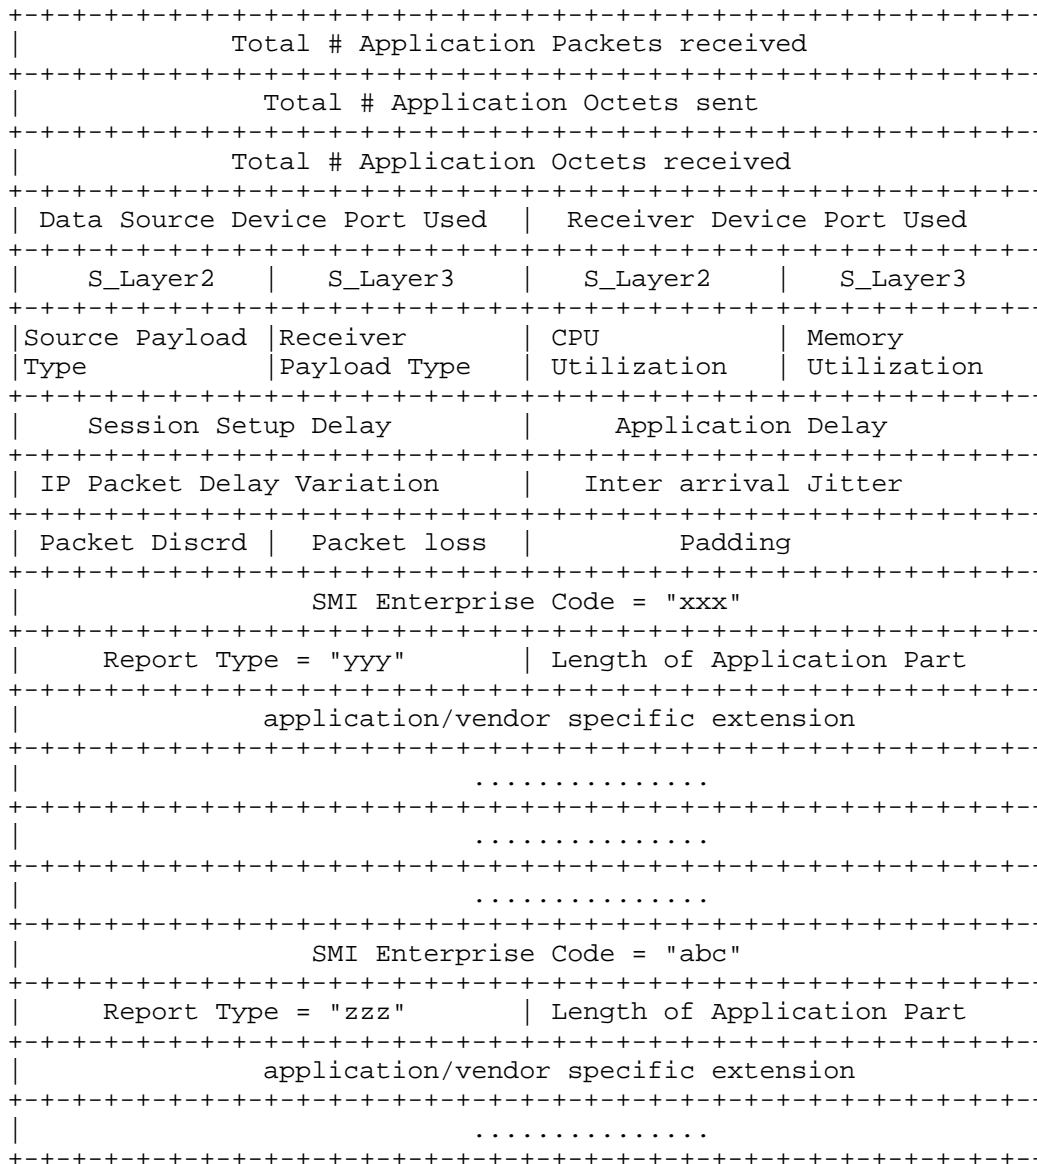 +-+-+-+-+-+-+-+-+-+-+-+-+-+-+-+-+-+-+-+-+-+-+-+-+-+-+-+-+-+-+-+-+-
|             Total # Application Packets received
+-+-+-+-+-+-+-+-+-+-+-+-+-+-+-+-+-+-+-+-+-+-+-+-+-+-+-+-+-+-+-+-+-
|               Total # Application Octets sent
+-+-+-+-+-+-+-+-+-+-+-+-+-+-+-+-+-+-+-+-+-+-+-+-+-+-+-+-+-+-+-+-+-
|             Total # Application Octets received
+-+-+-+-+-+-+-+-+-+-+-+-+-+-+-+-+-+-+-+-+-+-+-+-+-+-+-+-+-+-+-+-+-
| Data Source Device Port Used  |  Receiver Device Port Used
+-+-+-+-+-+-+-+-+-+-+-+-+-+-+-+-+-+-+-+-+-+-+-+-+-+-+-+-+-+-+-+-+-
|    S_Layer2   |   S_Layer3    |   S_Layer2    |   S_Layer3
+-+-+-+-+-+-+-+-+-+-+-+-+-+-+-+-+-+-+-+-+-+-+-+-+-+-+-+-+-+-+-+-+-
|Source Payload |Receiver       | CPU           | Memory
|Type           |Payload Type   | Utilization   | Utilization
+-+-+-+-+-+-+-+-+-+-+-+-+-+-+-+-+-+-+-+-+-+-+-+-+-+-+-+-+-+-+-+-+-
|    Session Setup Delay        |     Application Delay
+-+-+-+-+-+-+-+-+-+-+-+-+-+-+-+-+-+-+-+-+-+-+-+-+-+-+-+-+-+-+-+-+-
| IP Packet Delay Variation     |   Inter arrival Jitter
+-+-+-+-+-+-+-+-+-+-+-+-+-+-+-+-+-+-+-+-+-+-+-+-+-+-+-+-+-+-+-+-+-
| Packet Discrd |  Packet loss  |         Padding
+-+-+-+-+-+-+-+-+-+-+-+-+-+-+-+-+-+-+-+-+-+-+-+-+-+-+-+-+-+-+-+-+-
|                  SMI Enterprise Code = "xxx"
+-+-+-+-+-+-+-+-+-+-+-+-+-+-+-+-+-+-+-+-+-+-+-+-+-+-+-+-+-+-+-+-+-
|     Report Type = "yyy"       | Length of Application Part
+-+-+-+-+-+-+-+-+-+-+-+-+-+-+-+-+-+-+-+-+-+-+-+-+-+-+-+-+-+-+-+-+-
|               application/vendor specific extension
+-+-+-+-+-+-+-+-+-+-+-+-+-+-+-+-+-+-+-+-+-+-+-+-+-+-+-+-+-+-+-+-+-
|                            ...............
+-+-+-+-+-+-+-+-+-+-+-+-+-+-+-+-+-+-+-+-+-+-+-+-+-+-+-+-+-+-+-+-+-
|                            ...............
+-+-+-+-+-+-+-+-+-+-+-+-+-+-+-+-+-+-+-+-+-+-+-+-+-+-+-+-+-+-+-+-+-
|                            ...............
+-+-+-+-+-+-+-+-+-+-+-+-+-+-+-+-+-+-+-+-+-+-+-+-+-+-+-+-+-+-+-+-+-
|                  SMI Enterprise Code = "abc"
+-+-+-+-+-+-+-+-+-+-+-+-+-+-+-+-+-+-+-+-+-+-+-+-+-+-+-+-+-+-+-+-+-
|     Report Type = "zzz"       | Length of Application Part
+-+-+-+-+-+-+-+-+-+-+-+-+-+-+-+-+-+-+-+-+-+-+-+-+-+-+-+-+-+-+-+-+-
|               application/vendor specific extension
+-+-+-+-+-+-+-+-+-+-+-+-+-+-+-+-+-+-+-+-+-+-+-+-+-+-+-+-+-+-+-+-+-
|                            ...............
+-+-+-+-+-+-+-+-+-+-+-+-+-+-+-+-+-+-+-+-+-+-+-+-+-+-+-+-+-+-+-+-+-